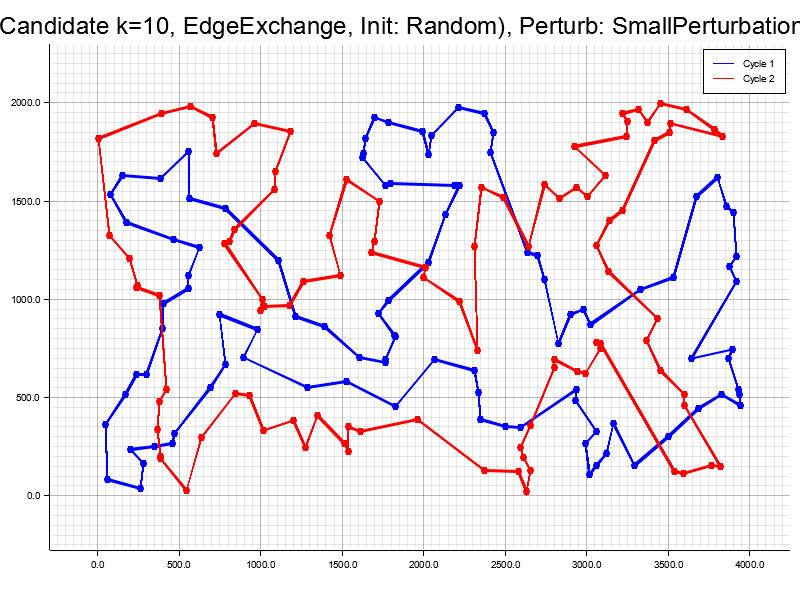 Candidate k=10, EdgeExchange, Init: Random), Perturb: SmallPerturbation
Cycle 1
Cycle 2
2000.0
1500.0
1000.0
500.0
0.0
0.0 500.0 1000.0 1500.0 2000.0 2500.0 3000.0 3500.0 4000.0